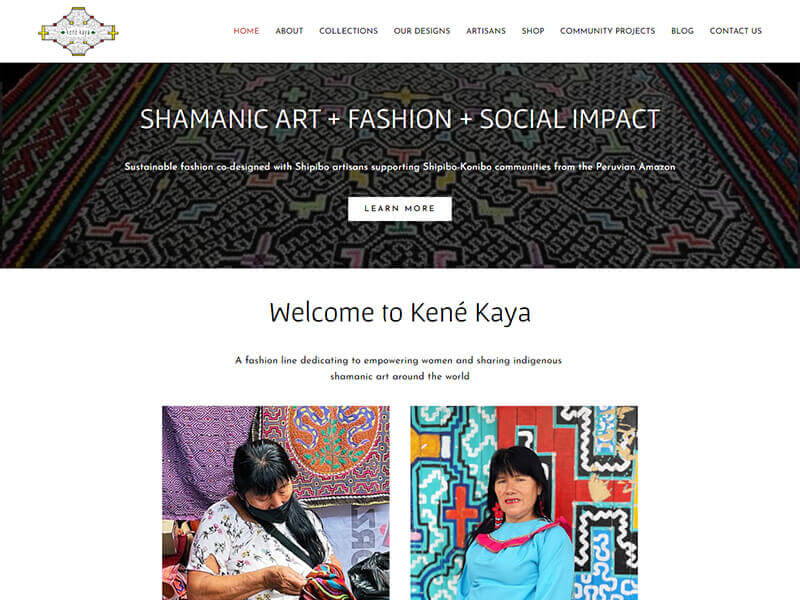 kené kaya
HOME ABOUT COLLECTIONS OUR DESIGNS ARTISANS SHOP COMMUNITY PROJECTS BLOG CONTACT US
SHAMANIC ART + FASHION + SOCIAL IMPACT
Sustainable fashion co-designed with Shipibo artisans supporting Shipibo-Konibo communities from the Peruvian Amazon
LEARN MORE
Welcome to Kené Kaya
A fashion line dedicating to empowering women and sharing indigenous
shamanic art around the world